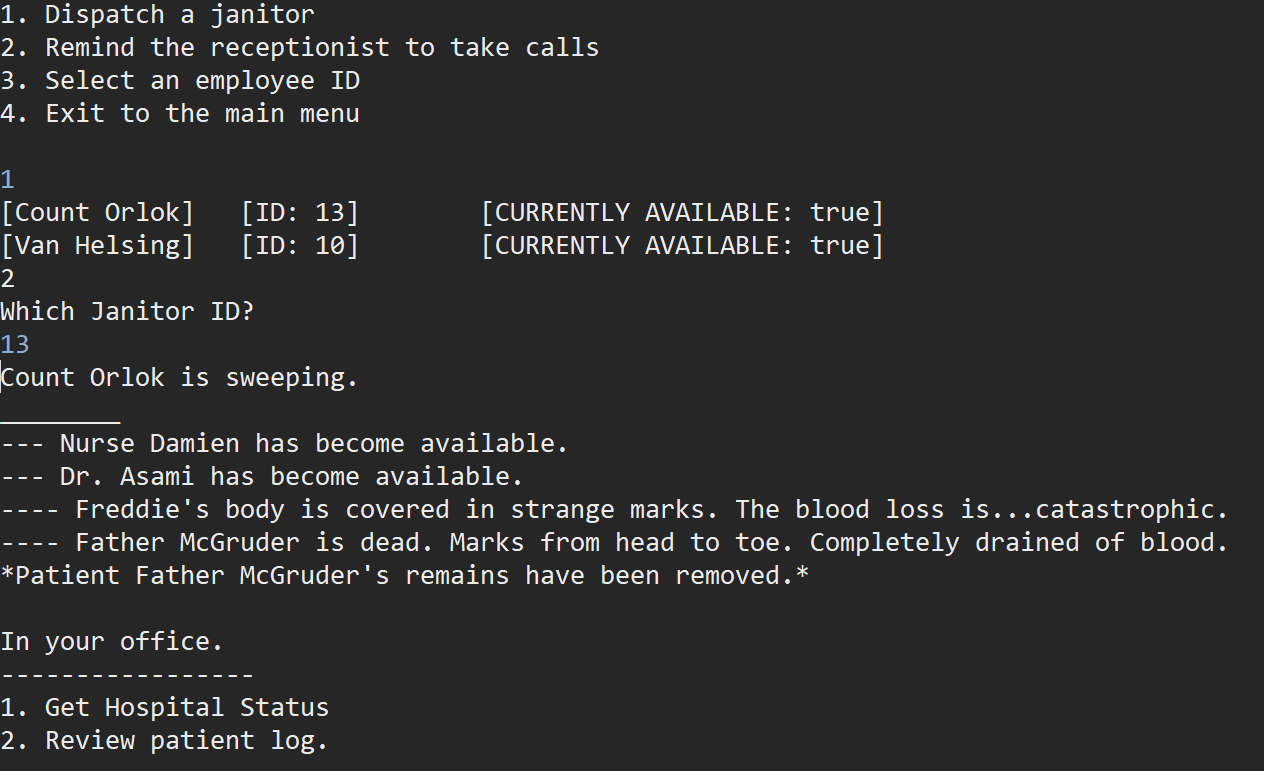 1. Dispatch a janitor
2. Remind the receptionist to take calls
3. Select an employee ID
4. Exit to the main menu
1
[Count Orlok]   [ID: 13]        [CURRENTLY AVAILABLE: true]
[Van Helsing]   [ID: 10]        [CURRENTLY AVAILABLE: true]
2
Which Janitor ID?
13
Count Orlok is sweeping.
________
--- Nurse Damien has become available.
--- Dr. Asami has become available.
---- Freddie's body is covered in strange marks. The blood loss is...catastrophic.
---- Father McGruder is dead. Marks from head to toe. Completely drained of blood.
*Patient Father McGruder's remains have been removed.*
In your office.
-----------------
1. Get Hospital Status
2. Review patient log.